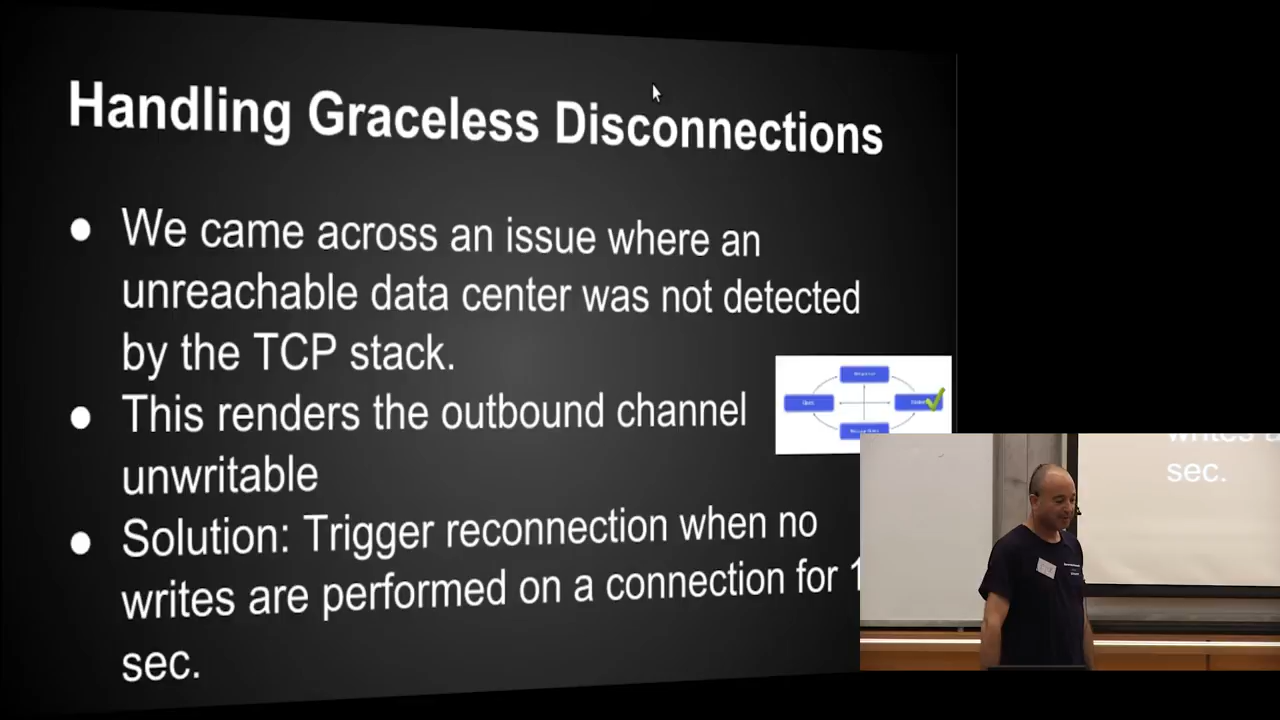 Handling Graceless Disconnections
● We came across an issue where an
unreachable data center was not detected
by the TCP stack.
● This renders the outbound channel
unwritable
● Solution: Trigger reconnection when no
writes are performed on a connection for 1
sec.
writes a
sec.